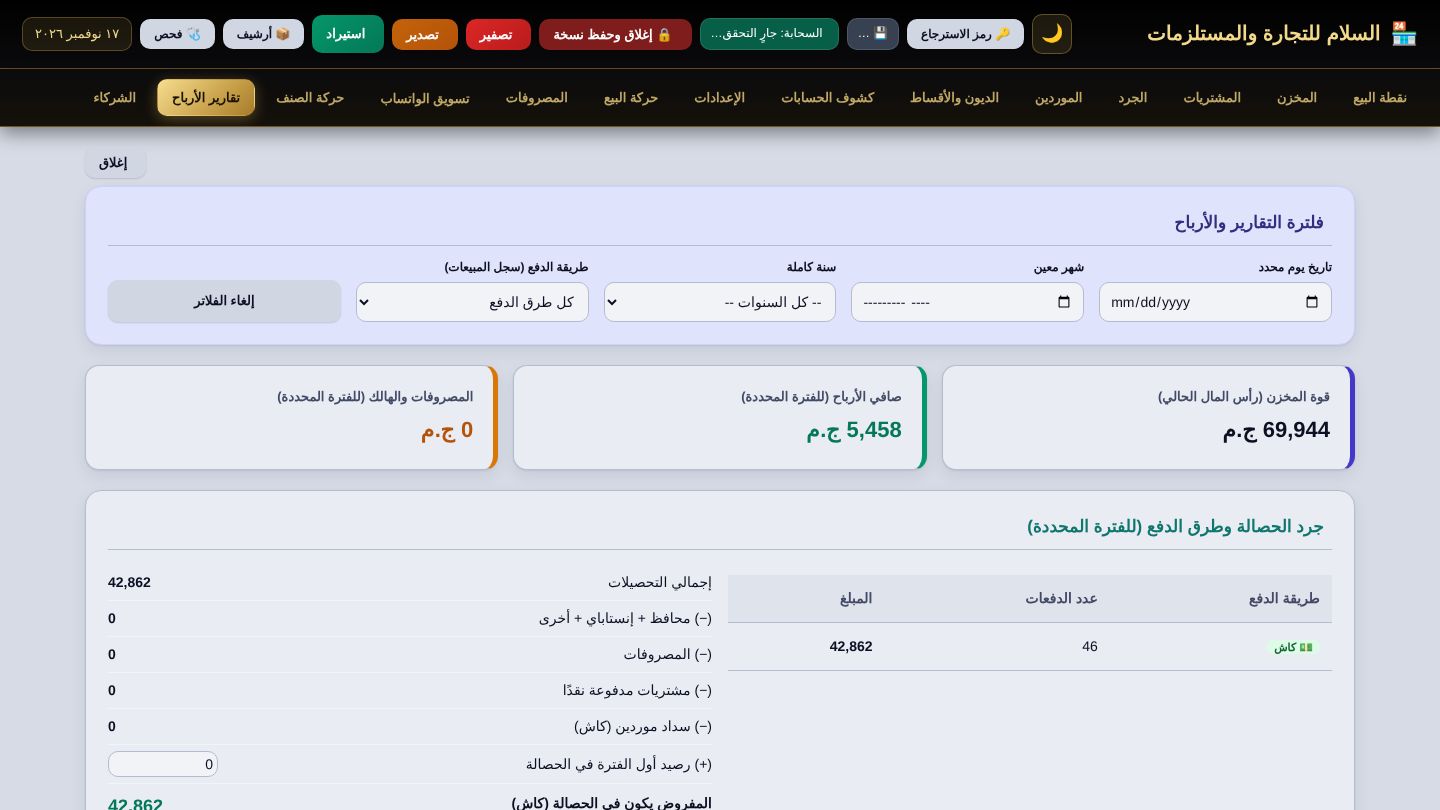 🏪 السلام للتجارة والمستلزمات
🌙
🔑 رمز الاسترجاع
💾 ...
السحابة: جارٍ التحقق...
🔒 إغلاق وحفظ نسخة
تصفير
تصدير
استيراد
📦 أرشيف
🩺 فحص
١٧ نوفمبر ٢٠٢٦
نقطة البيع
المخزن
المشتريات
الجرد
الموردين
الديون والأقساط
كشوف الحسابات
الإعدادات
حركة البيع
المصروفات
تسويق الواتساب
حركة الصنف
تقارير الأرباح
الشركاء
إغلاق
فلترة التقارير والأرباح
تاريخ يوم محدد
شهر معين
سنة كاملة
طريقة الدفع (سجل المبيعات)
mm/dd/yyyy
--------- ----
-- كل السنوات --
كل طرق الدفع
إلغاء الفلاتر
قوة المخزن (رأس المال الحالي)
69,944 ج.م
صافي الأرباح (للفترة المحددة)
5,458 ج.م
المصروفات والهالك (للفترة المحددة)
0 ج.م
جرد الحصالة وطرق الدفع (للفترة المحددة)
طريقة الدفع عدد الدفعات المبلغ
💵 كاش 46 42,862
إجمالي التحصيلات 42,862
(−) محافظ + إنستاباي + أخرى 0
(−) المصروفات 0
(−) مشتريات مدفوعة نقدًا 0
(−) سداد موردين (كاش) 0
(+) رصيد أول الفترة في الحصالة 0
المفروض يكون في الحصالة (كاش) 42,862